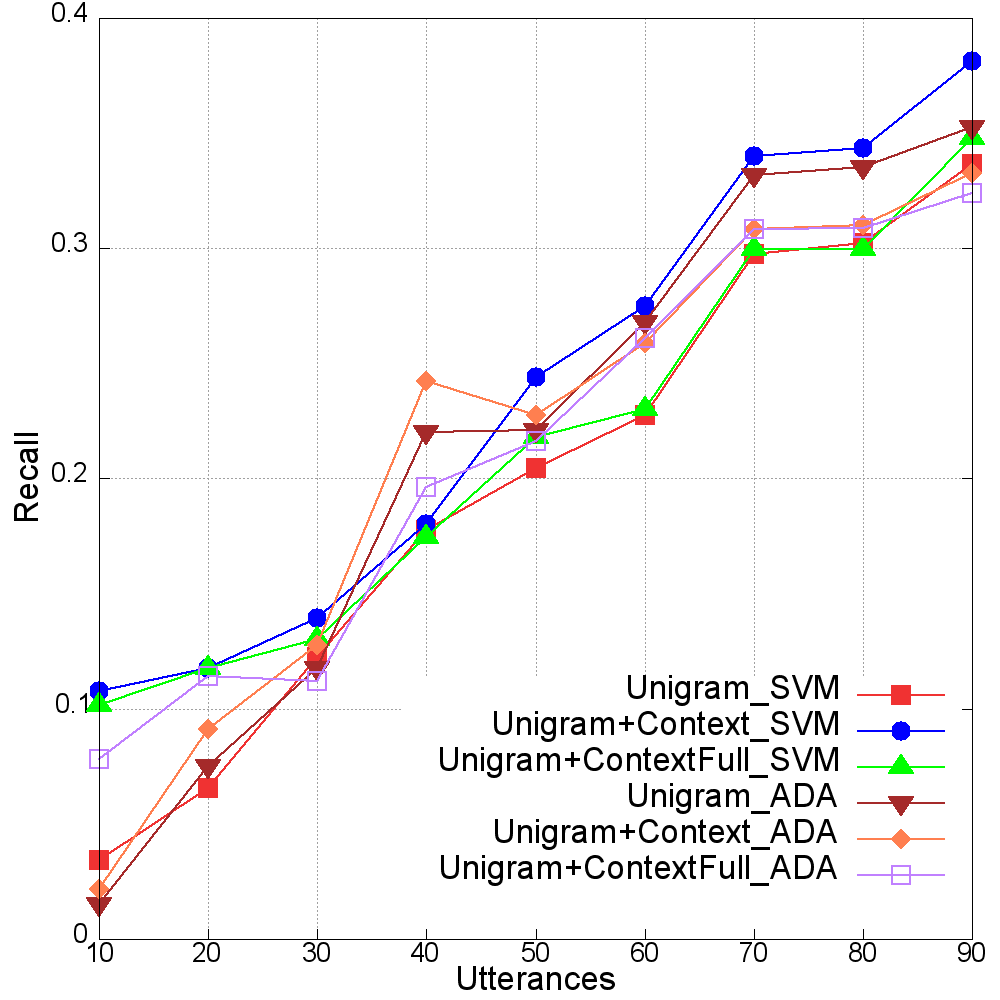 0.4
0.3
0.2
0.1
0
Recall
Unigram_SVM
Unigram+Context_SVM
Unigram+ContextFull_SVM
Unigram_ADA
Unigram+Context_ADA
Unigram+ContextFull_ADA
10 20 30 40 50 60 70 80 90
Utterances